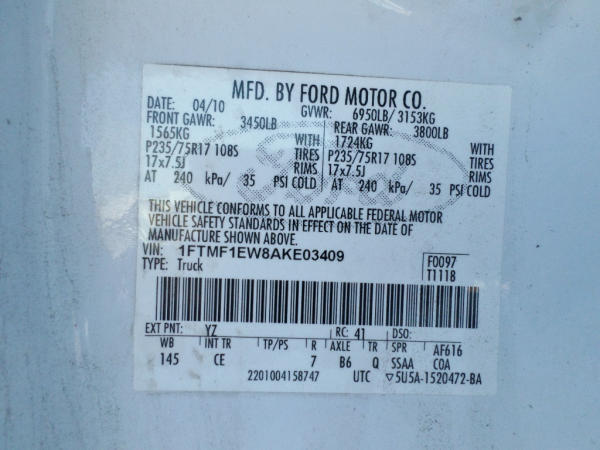 MFD. BY FORD MOTOR CO.
DATE: 04/10 GVWR: 6950LB/ 3153KG
FRONT GAWR: 3450LB REAR GAWR: 3800LB
1565KG WITH 1724KG WITH
P235/75R17 108S TIRES P235/75R17 108S TIRES
17x7.5J RIMS 17x7.5J RIMS
AT 240 kPa/ 35 PSI COLD AT 240 kPa/ 35 PSI COLD
THIS VEHICLE CONFORMS TO ALL APPLICABLE FEDERAL MOTOR
VEHICLE SAFETY STANDARDS IN EFFECT ON THE DATE OF
MANUFACTURE SHOWN ABOVE.
VIN: 1FTMF1EW8AKE03409 F0097
TYPE: Truck T1118
EXT PNT: YZ RC: 41 DSO:
WB INT TR TP/PS R AXLE TR SPR AF616
145 CE 7 B6 Q SSAA COA
2201004158747 UTC ▽5U5A-1520472-BA
Ford